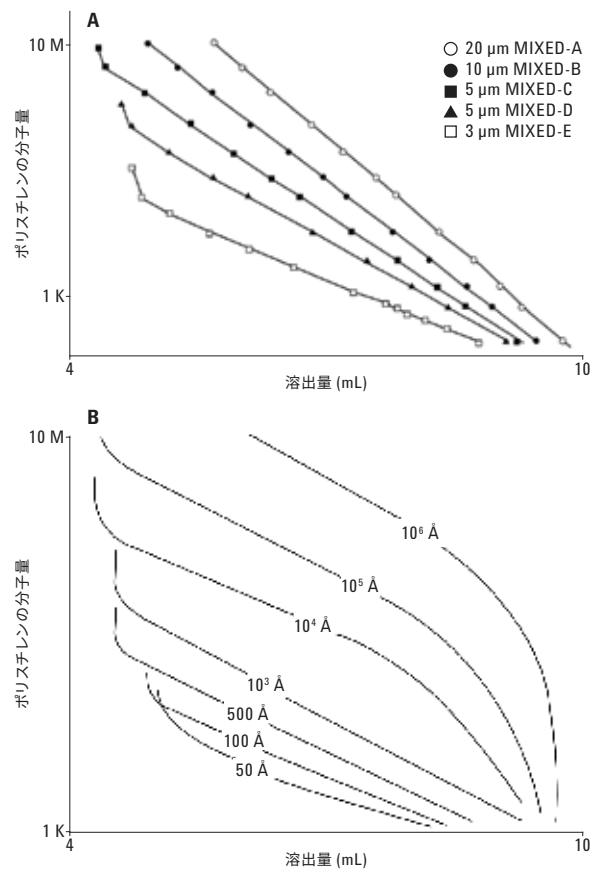 A
10 M
20 µm MIXED-A
10 µm MIXED-B
5 µm MIXED-C
5 µm MIXED-D
3 µm MIXED-E
ポリスチレンの分子量
1 K
4
10
溶出量 (mL)
B
10 M
10⁶ Å
10⁵ Å
10⁴ Å
10³ Å
500 Å
100 Å
50 Å
ポリスチレンの分子量
1 K
4
10
溶出量 (mL)